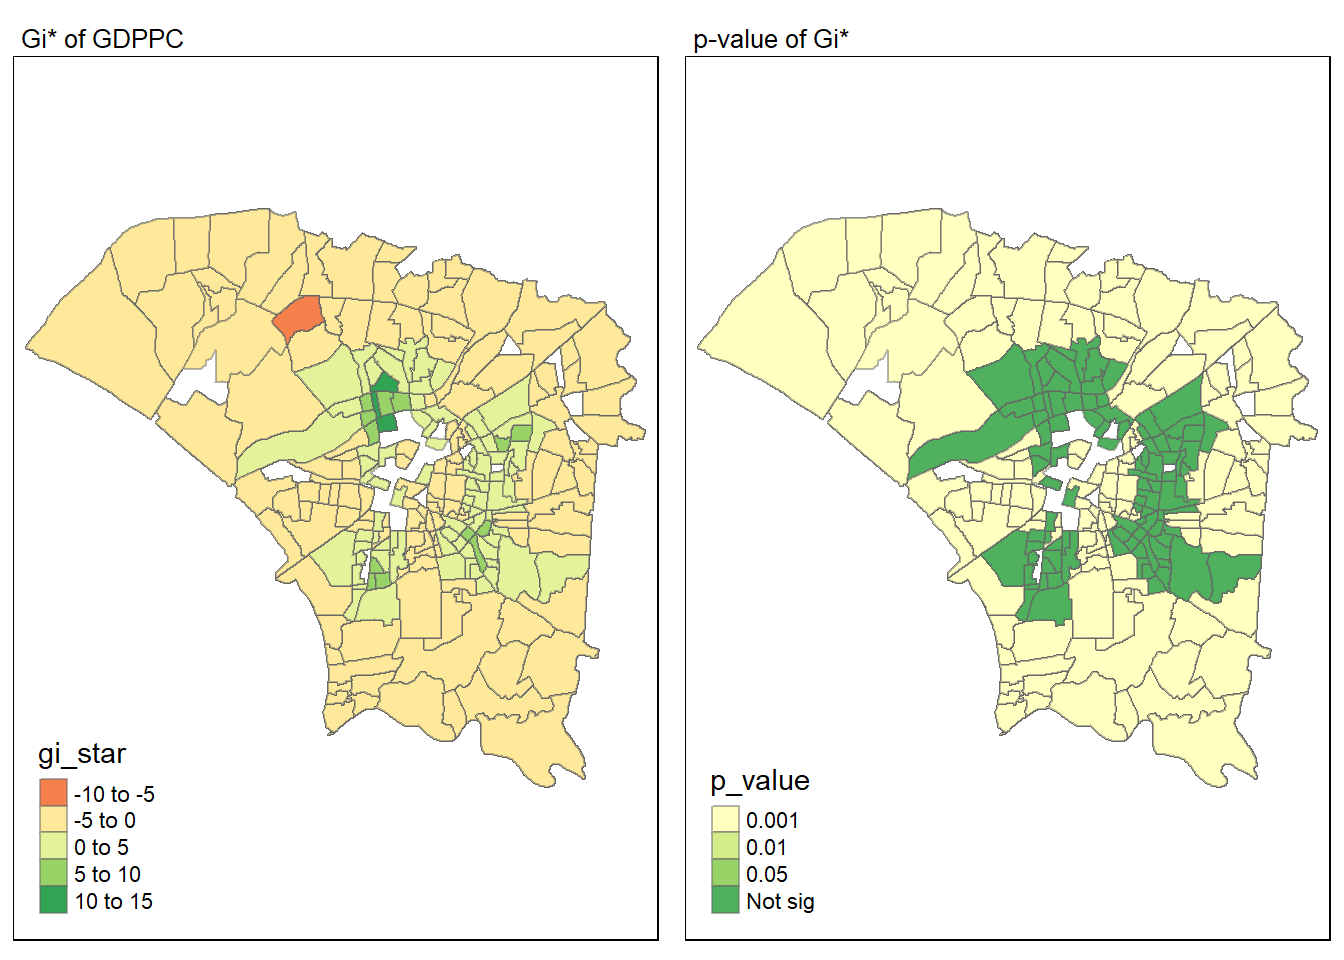 Gi* of GDPPC
gi_star
-10 to -5
-5 to 0
0 to 5
5 to 10
10 to 15
p-value of Gi*
p_value
0.001
0.01
0.05
Not sig